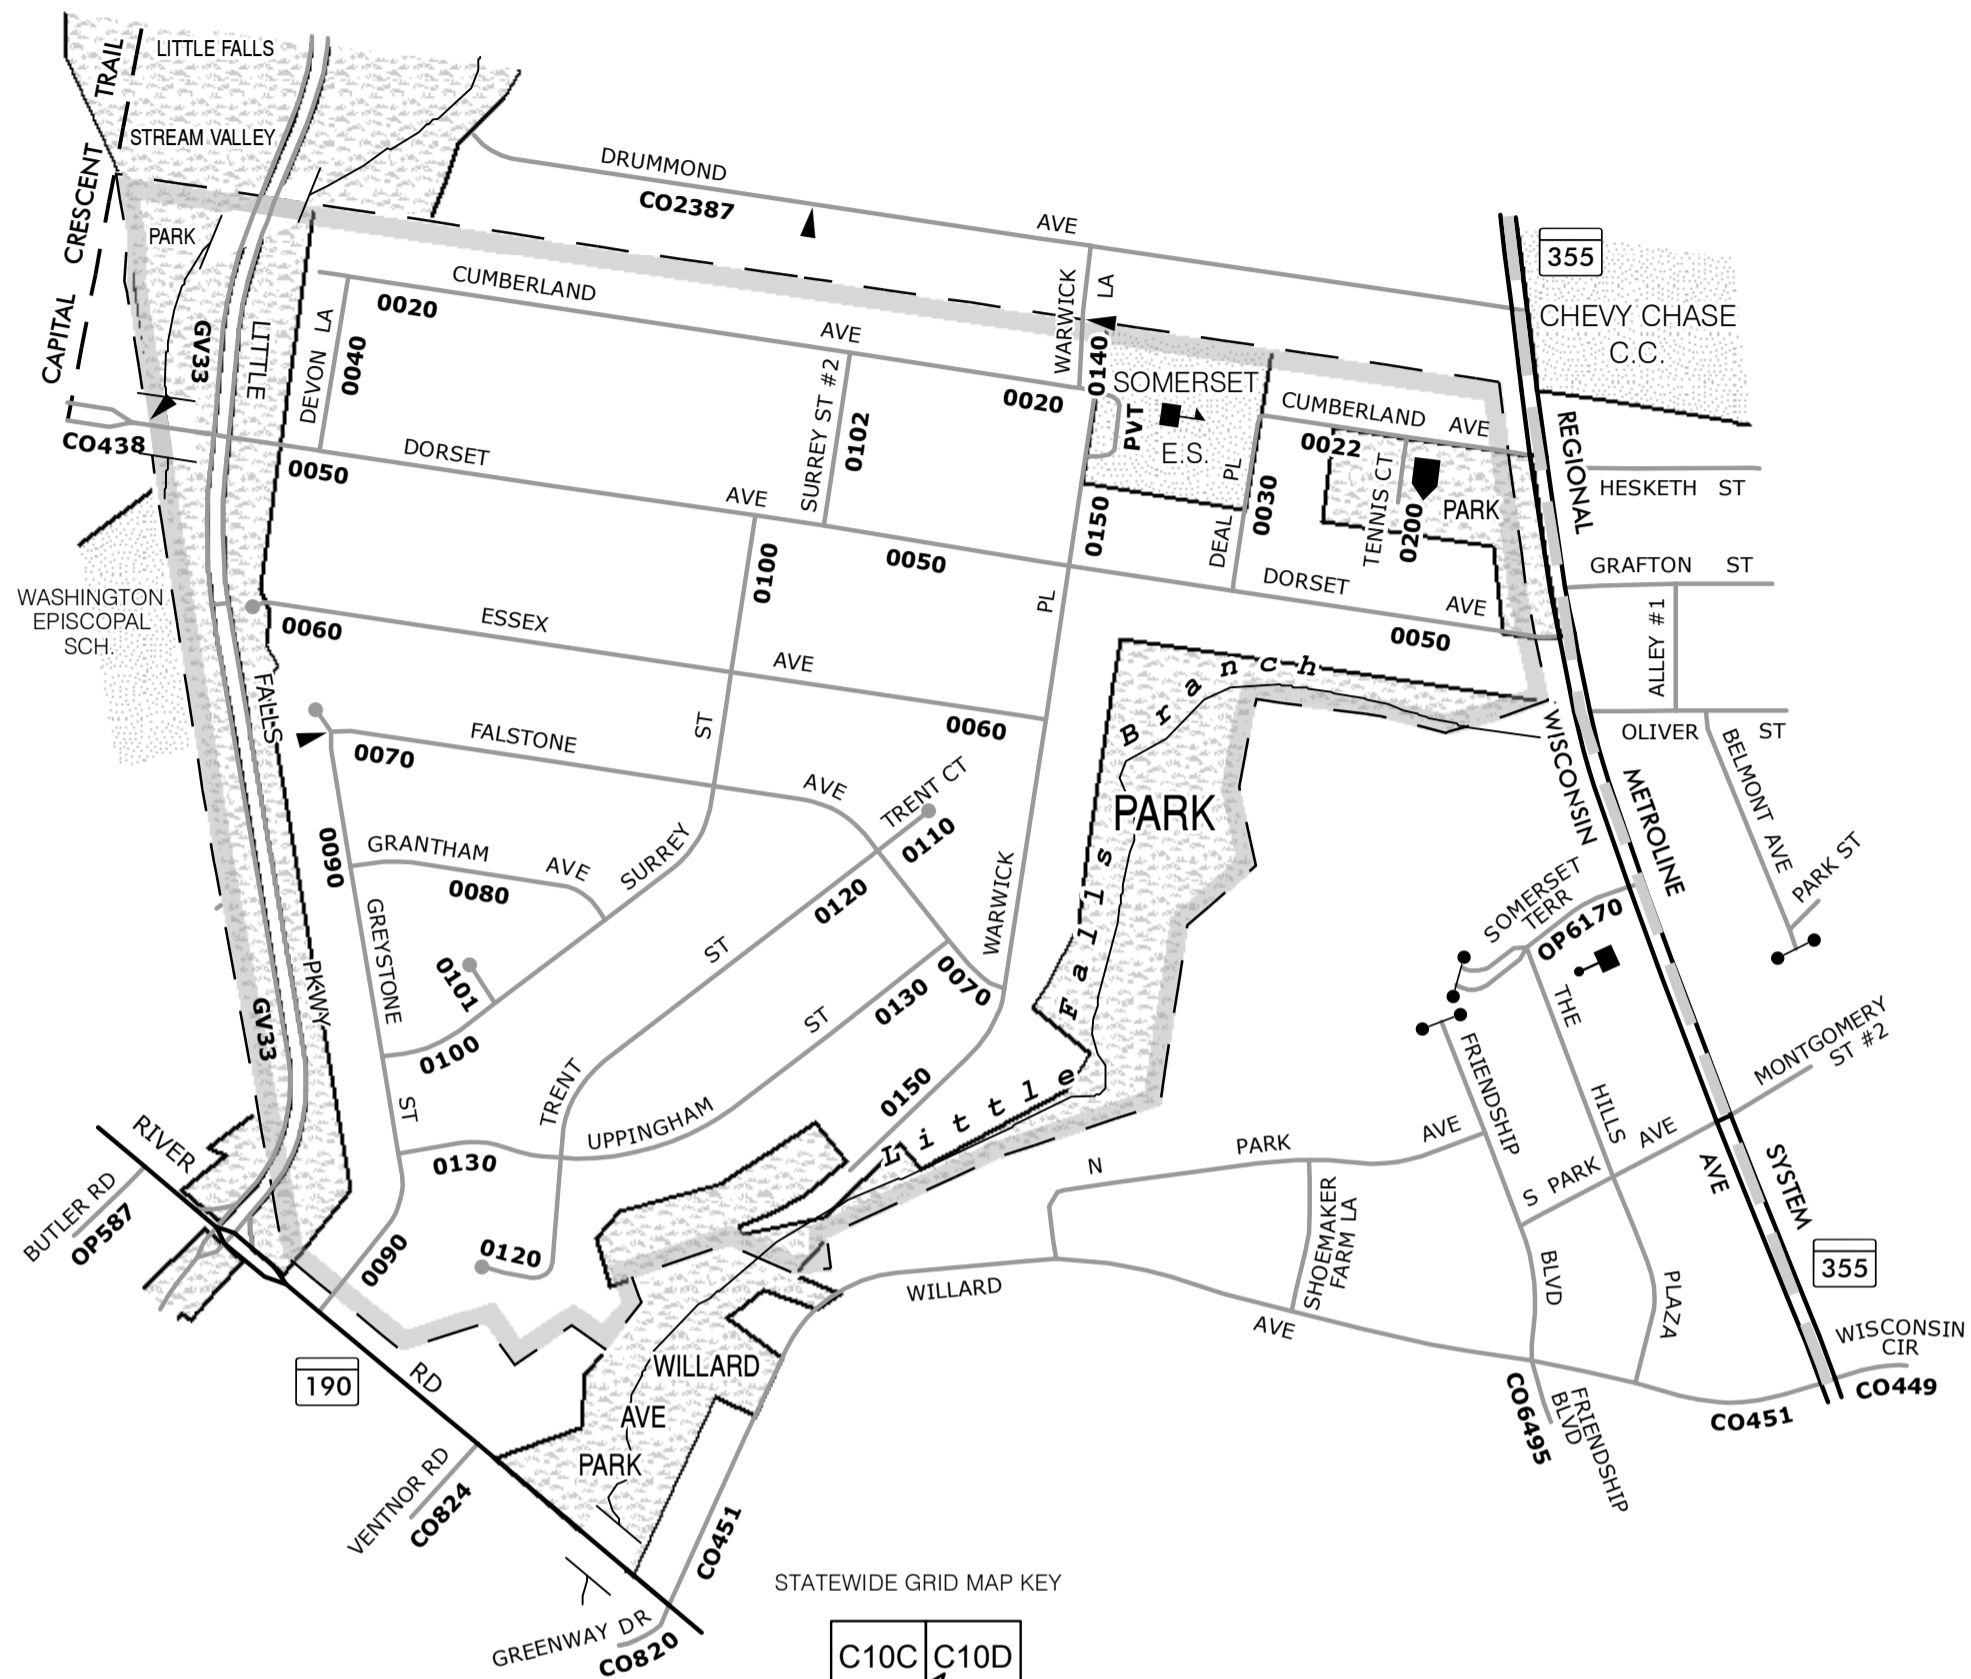 LITTLE FALLS
TRAIL
STREAM VALLEY
CRESCENT
CAPITAL
PARK
DRUMMOND
AVE
CO2387
355
CHEVY CHASE
C.C.
WARWICK
LA
0140
CUMBERLAND
AVE
0020
0020
GV33
LITTLE
DEVON LA
0040
SURREY ST #2
0102
SOMERSET
E.S.
PVT
CUMBERLAND AVE
0022
TENNIS CT
0200
PARK
REGIONAL
HESKETH ST
CO438
DORSET
AVE
0050
0050
0150
DEAL
PL
0030
DORSET
AVE
0050
GRAFTON ST
ALLEY #1
WASHINGTON
EPISCOPAL
SCH.
0100
ESSEX
AVE
0060
0060
PL
Branch
OLIVER ST
FALLS
FALSTONE
AVE
0070
ST
TRENT CT
0110
PARK
WISCONSIN
METROLINE
BELMONT AVE
PARK ST
0090
GRANTHAM
AVE
0080
SURREY
0120
WARWICK
Falls
SOMERSET
TERR
OP6170
GREYSTONE
0101
ST
0070
0130
ST
PKWY
GV33
0100
THE
MONTGOMERY
ST #2
ST
TRENT
UPPINGHAM
0150
Little
FRIENDSHIP
HILLS
RIVER
0130
N
PARK
AVE
S PARK
AVE
AVE
SYSTEM
BUTLER RD
OP587
0090
0120
SHOEMAKER
FARM LA
BLVD
PLAZA
355
WILLARD
AVE
WISCONSIN
CIR
CO449
190
RD
WILLARD
AVE
PARK
CO6495
FRIENDSHIP
BLVD
CO451
VENTNOR RD
CO824
CO451
STATEWIDE GRID MAP KEY
GREENWAY DR
CO820
C10C C10D